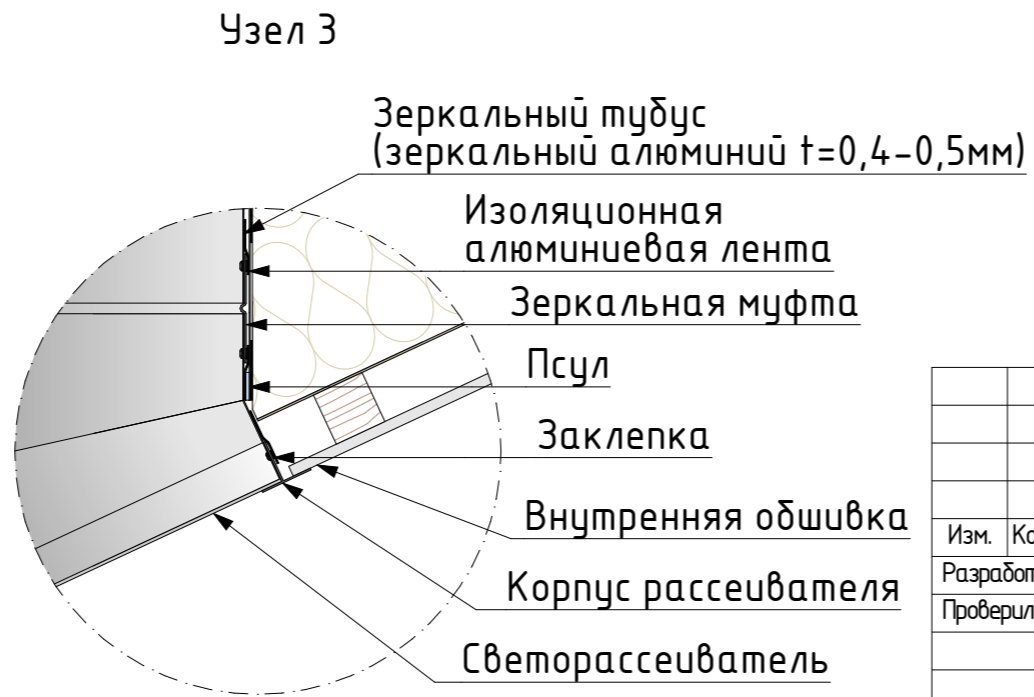 Узел 3
Зеркальный тубус
(зеркальный алюминий t=0,4-0,5мм)
Изоляционная
алюминиевая лента
Зеркальная муфта
Псул
Заклепка
Внутренняя обшивка
Корпус рассеивателя
Светорассеиватель
Изм.
Проверил